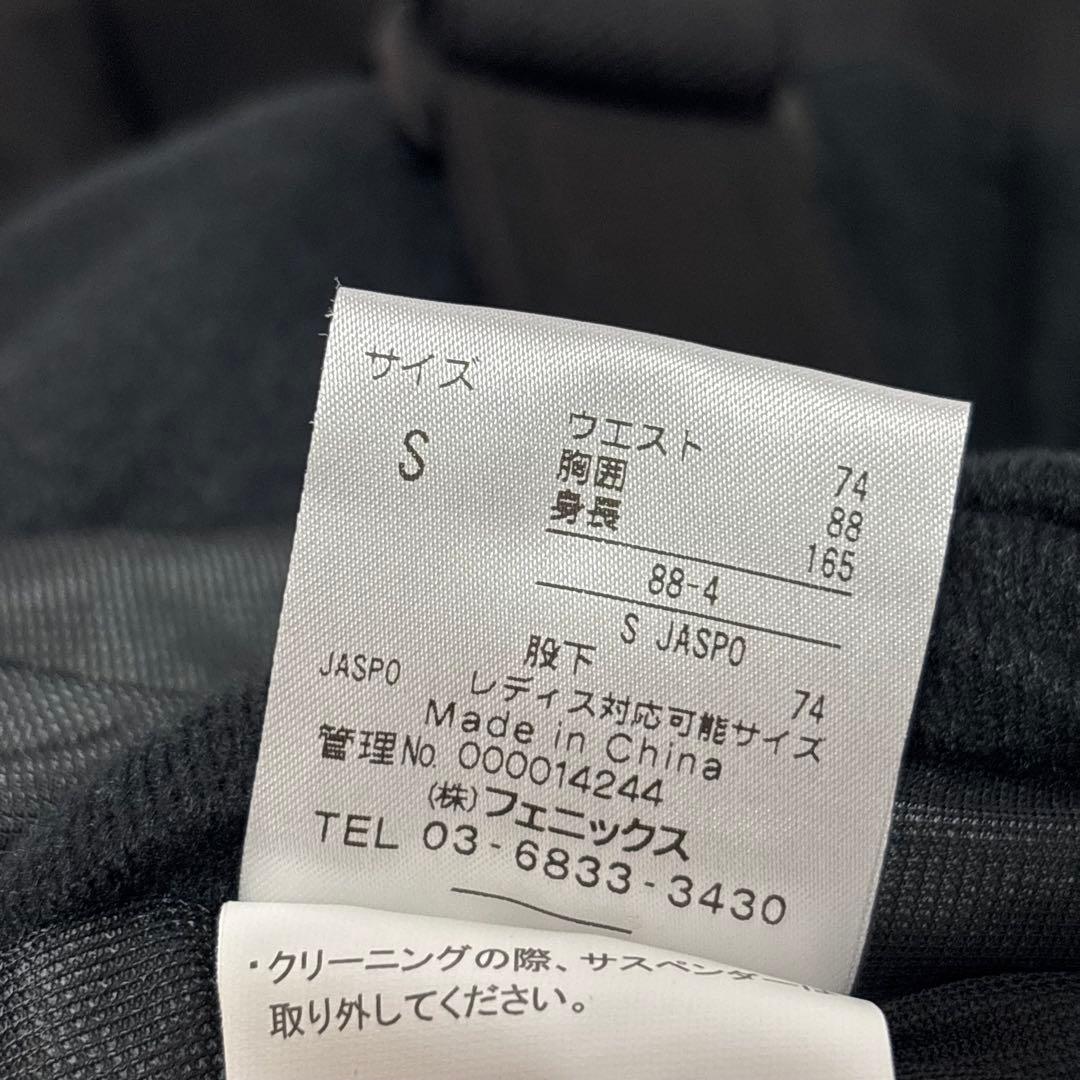 サイズ
S
ウエスト 74
胸囲 88
身長 165
88-4
S JASPO
股下 74
JASPO レディス対応可能サイズ
Made in China
管理No. 000014244
(株)フェニックス
TEL 03-6833-3430
・クリーニングの際、サスペンダーは
取り外してください。